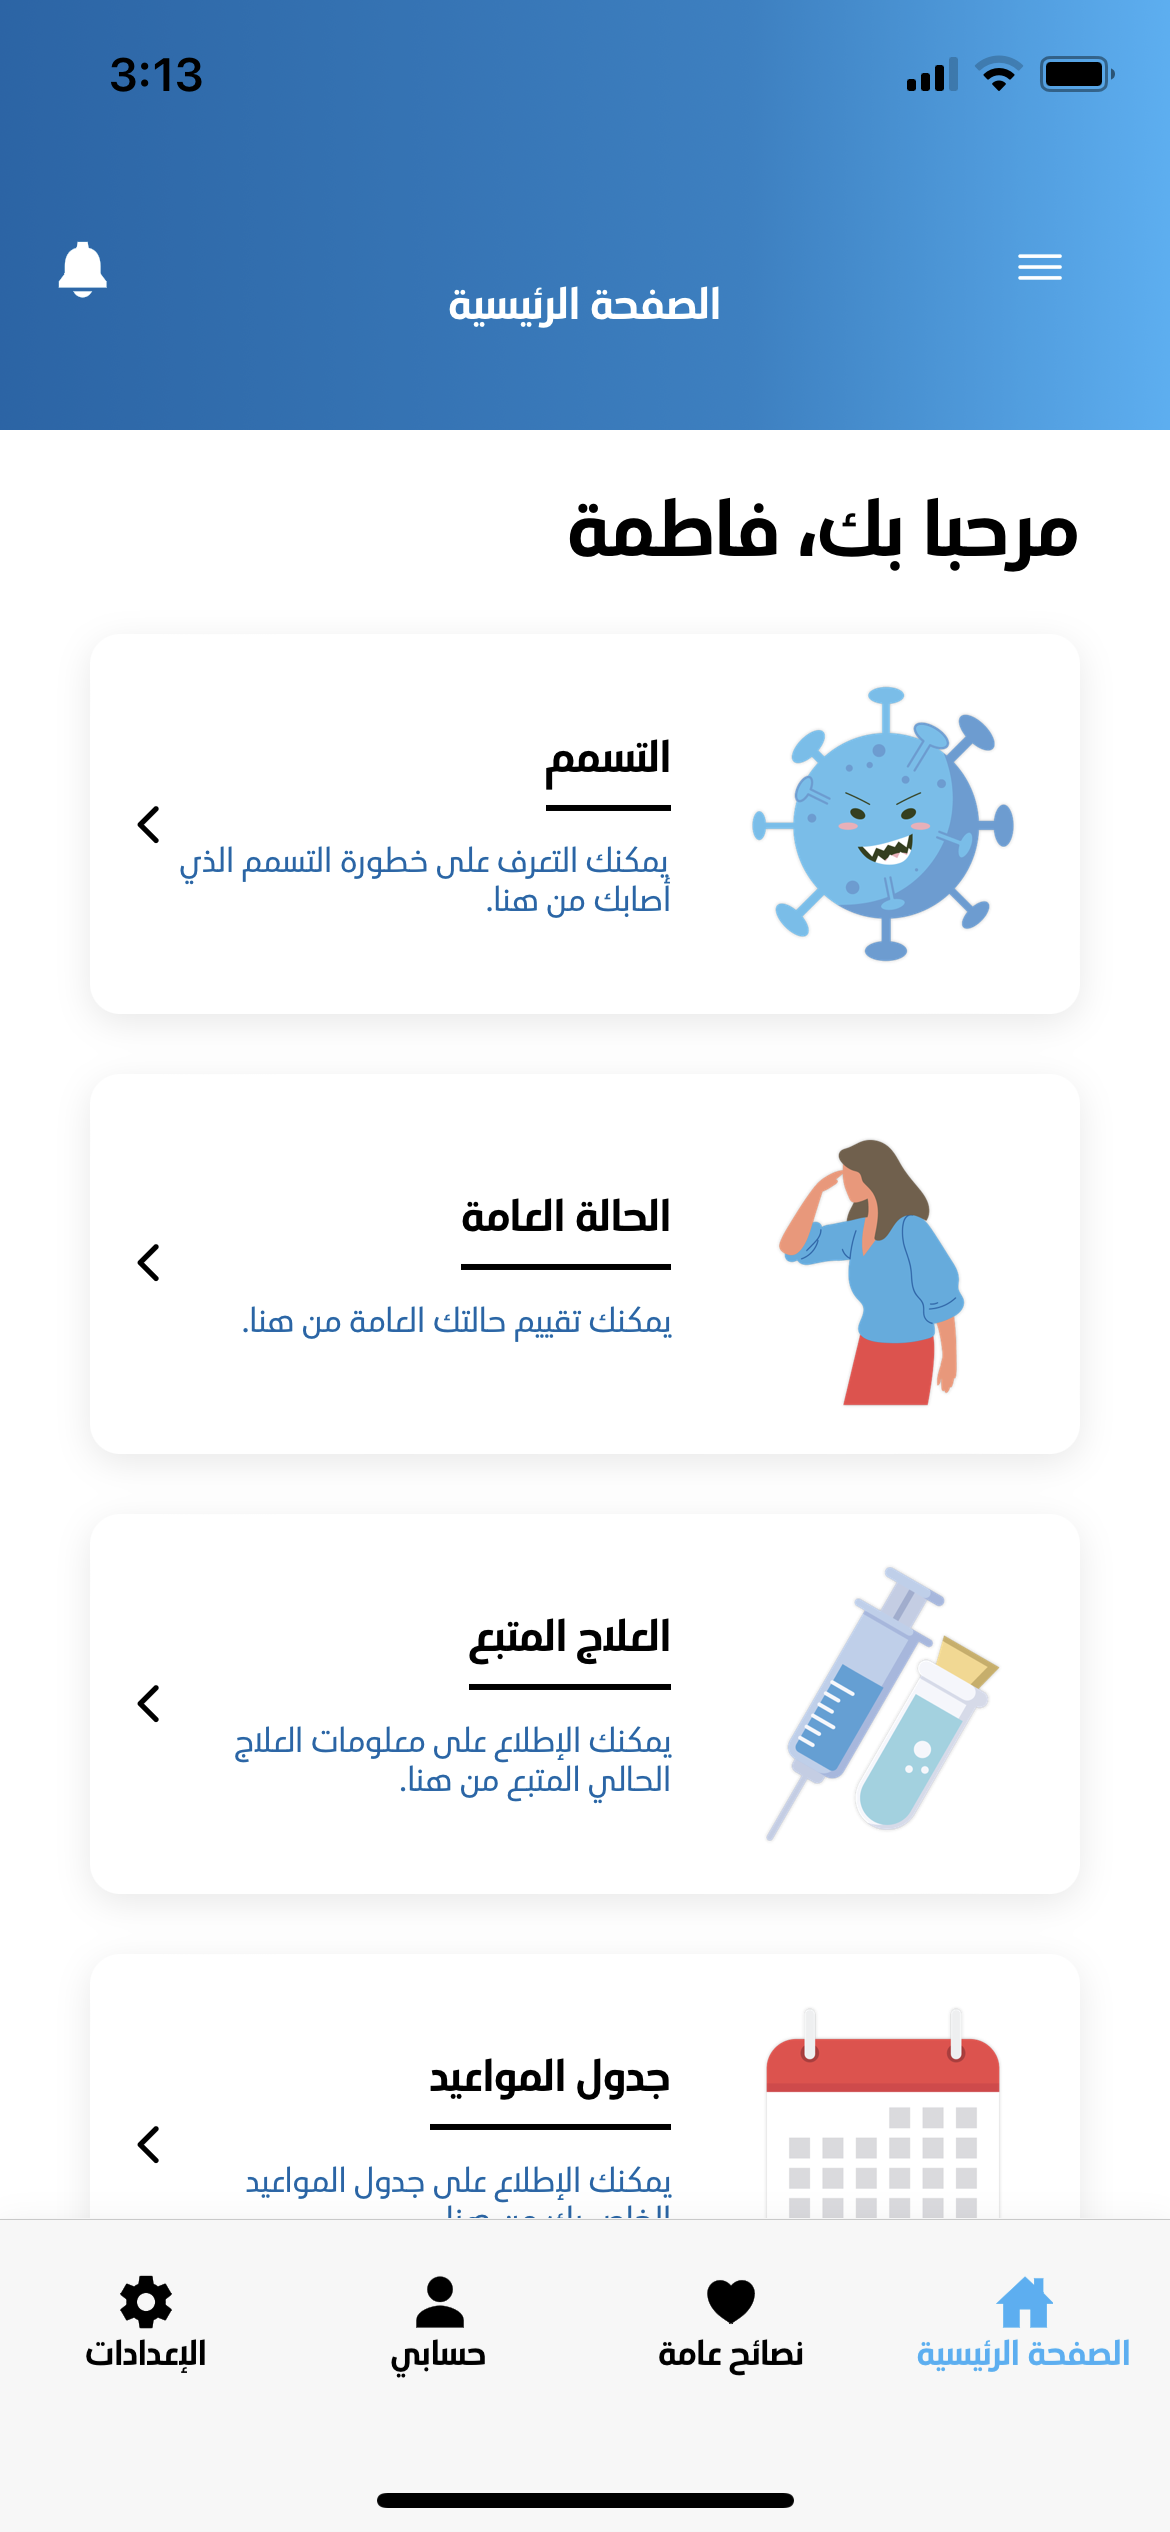 3:13
الصفحة الرئيسية
مرحبا بك، فاطمة
التسمم
يمكنك التعرف على خطورة التسمم الذي
أصابك من هنا.
الحالة العامة
يمكنك تقييم حالتك العامة من هنا.
العلاج المتبع
يمكنك الإطلاع على معلومات العلاج
الحالي المتبع من هنا.
جدول المواعيد
يمكنك الإطلاع على جدول المواعيد
الصفحة الرئيسية
نصائح عامة
حسابي
الإعدادات